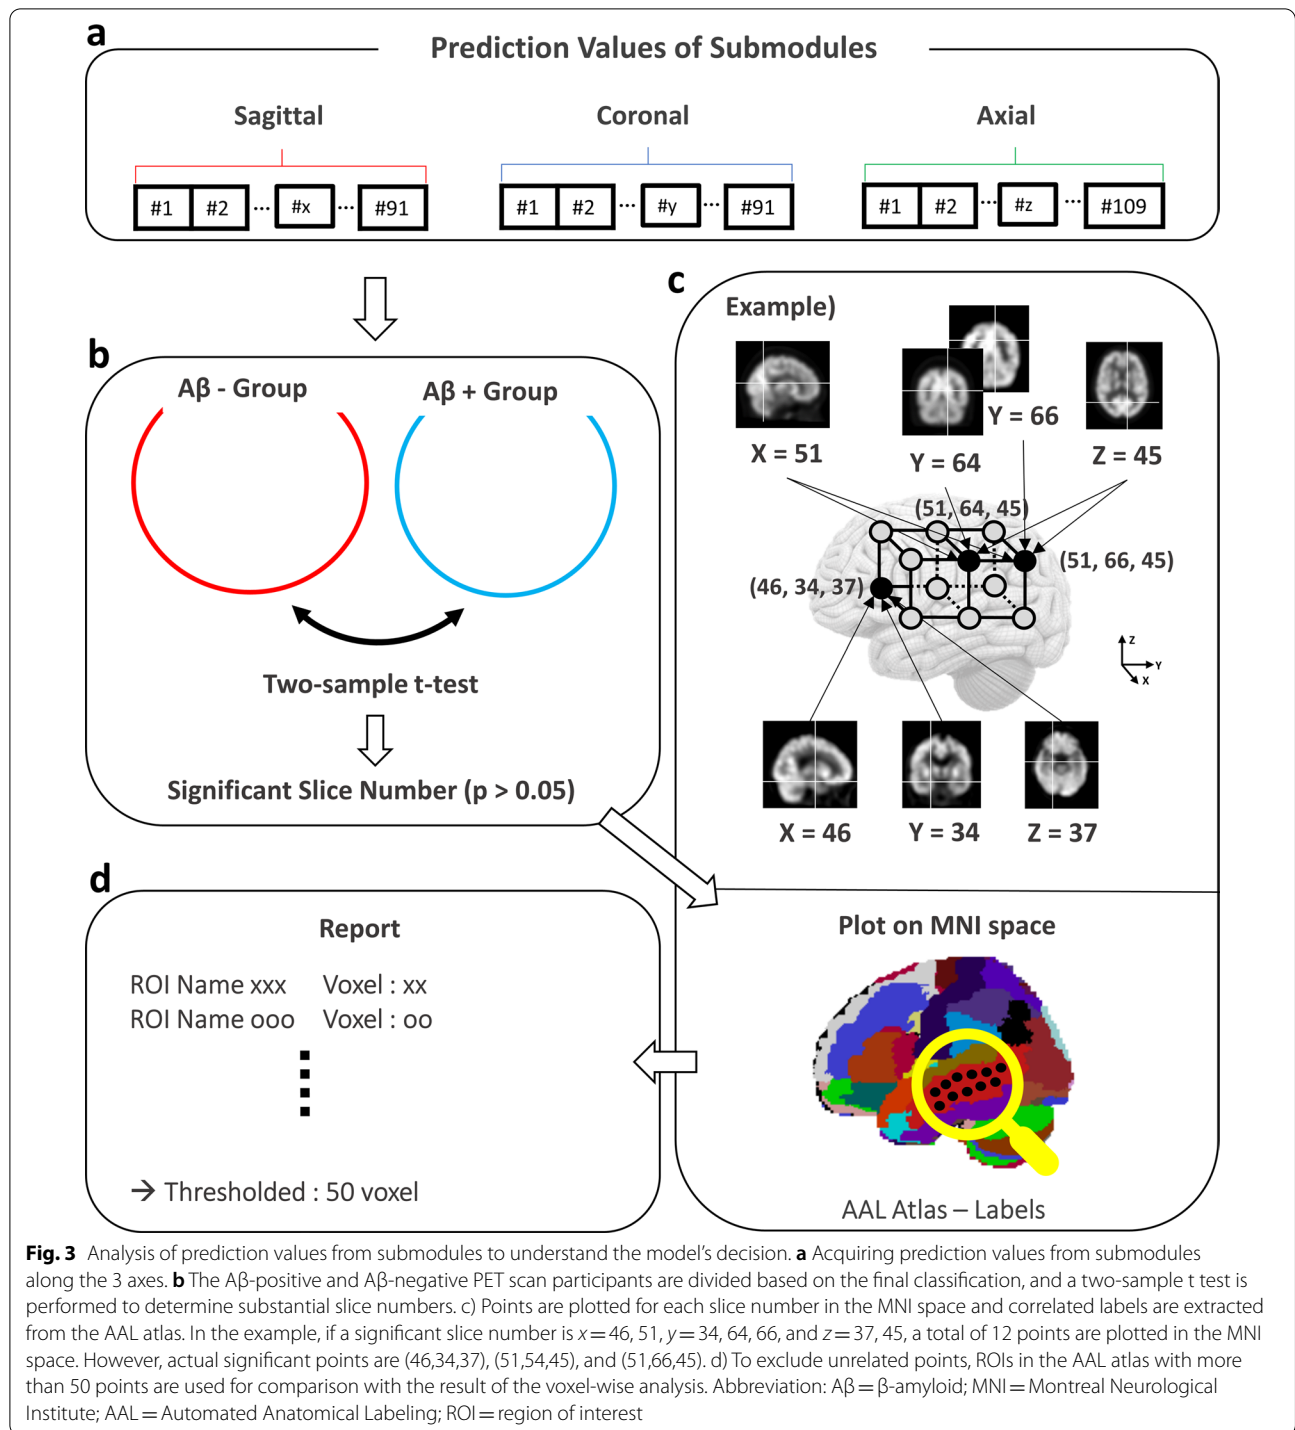 a
Prediction Values of Submodules
Sagittal
Coronal
Axial
#1 #2 ··· #x ··· #91
#1 #2 ··· #y ··· #91
#1 #2 ··· #z ··· #109
b
Aβ - Group
Aβ + Group
Two-sample t-test
Significant Slice Number (p > 0.05)
c
Example)
X = 51
Y = 64
Y = 66
Z = 45
(51, 64, 45)
(51, 66, 45)
(46, 34, 37)
Z
Y
X
X = 46
Y = 34
Z = 37
Plot on MNI space
AAL Atlas – Labels
d
Report
ROI Name xxx Voxel : xx
ROI Name ooo Voxel : oo
→ Thresholded : 50 voxel
Fig. 3 Analysis of prediction values from submodules to understand the model's decision. a Acquiring prediction values from submodules
along the 3 axes. b The Aβ-positive and Aβ-negative PET scan participants are divided based on the final classification, and a two-sample t test is
performed to determine substantial slice numbers. c) Points are plotted for each slice number in the MNI space and correlated labels are extracted
from the AAL atlas. In the example, if a significant slice number is x = 46, 51, y = 34, 64, 66, and z = 37, 45, a total of 12 points are plotted in the MNI
space. However, actual significant points are (46,34,37), (51,54,45), and (51,66,45). d) To exclude unrelated points, ROIs in the AAL atlas with more
than 50 points are used for comparison with the result of the voxel-wise analysis. Abbreviation: Aβ = β-amyloid; MNI = Montreal Neurological
Institute; AAL = Automated Anatomical Labeling; ROI = region of interest